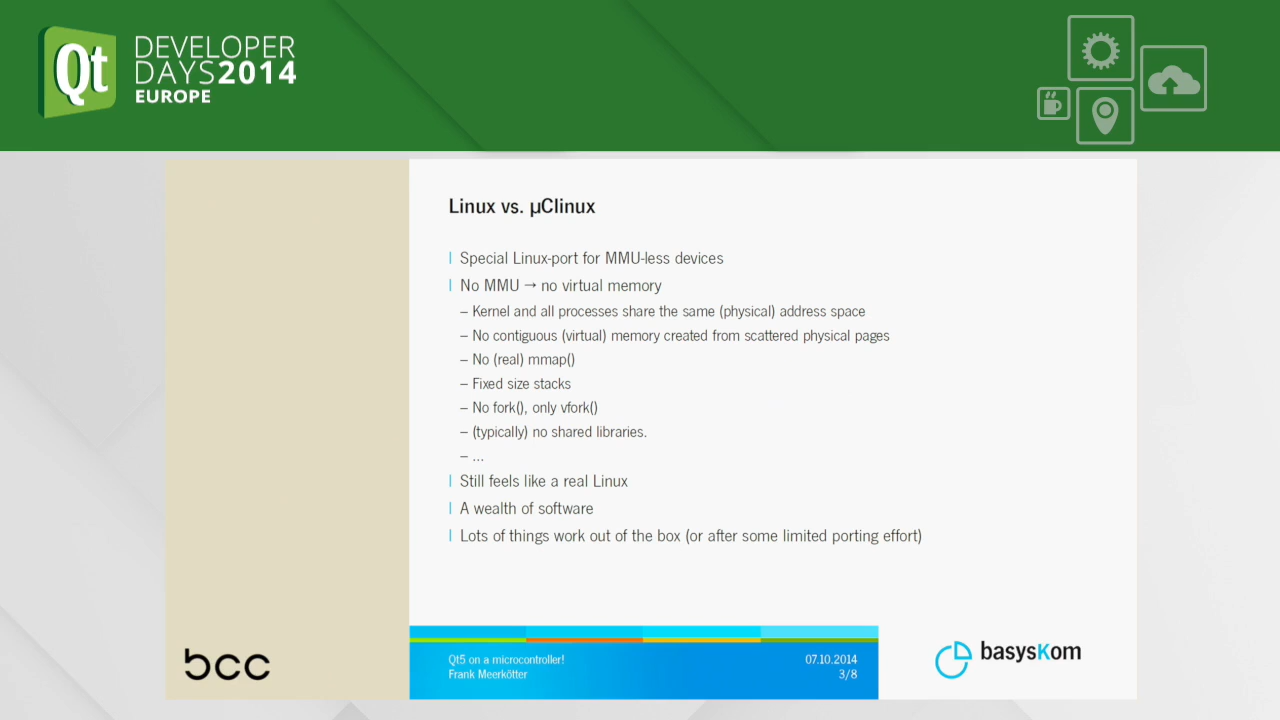 Qt
DEVELOPER
DAYS2014
EUROPE
Linux vs. µClinux
Special Linux-port for MMU-less devices
No MMU → no virtual memory
– Kernel and all processes share the same (physical) address space
– No contiguous (virtual) memory created from scattered physical pages
– No (real) mmap()
– Fixed size stacks
– No fork(), only vfork()
– (typically) no shared libraries.
– ...
Still feels like a real Linux
A wealth of software
Lots of things work out of the box (or after some limited porting effort)
bcc
Qt5 on a microcontroller!
Frank Meerkötter
07.10.2014
3/8
basysKom